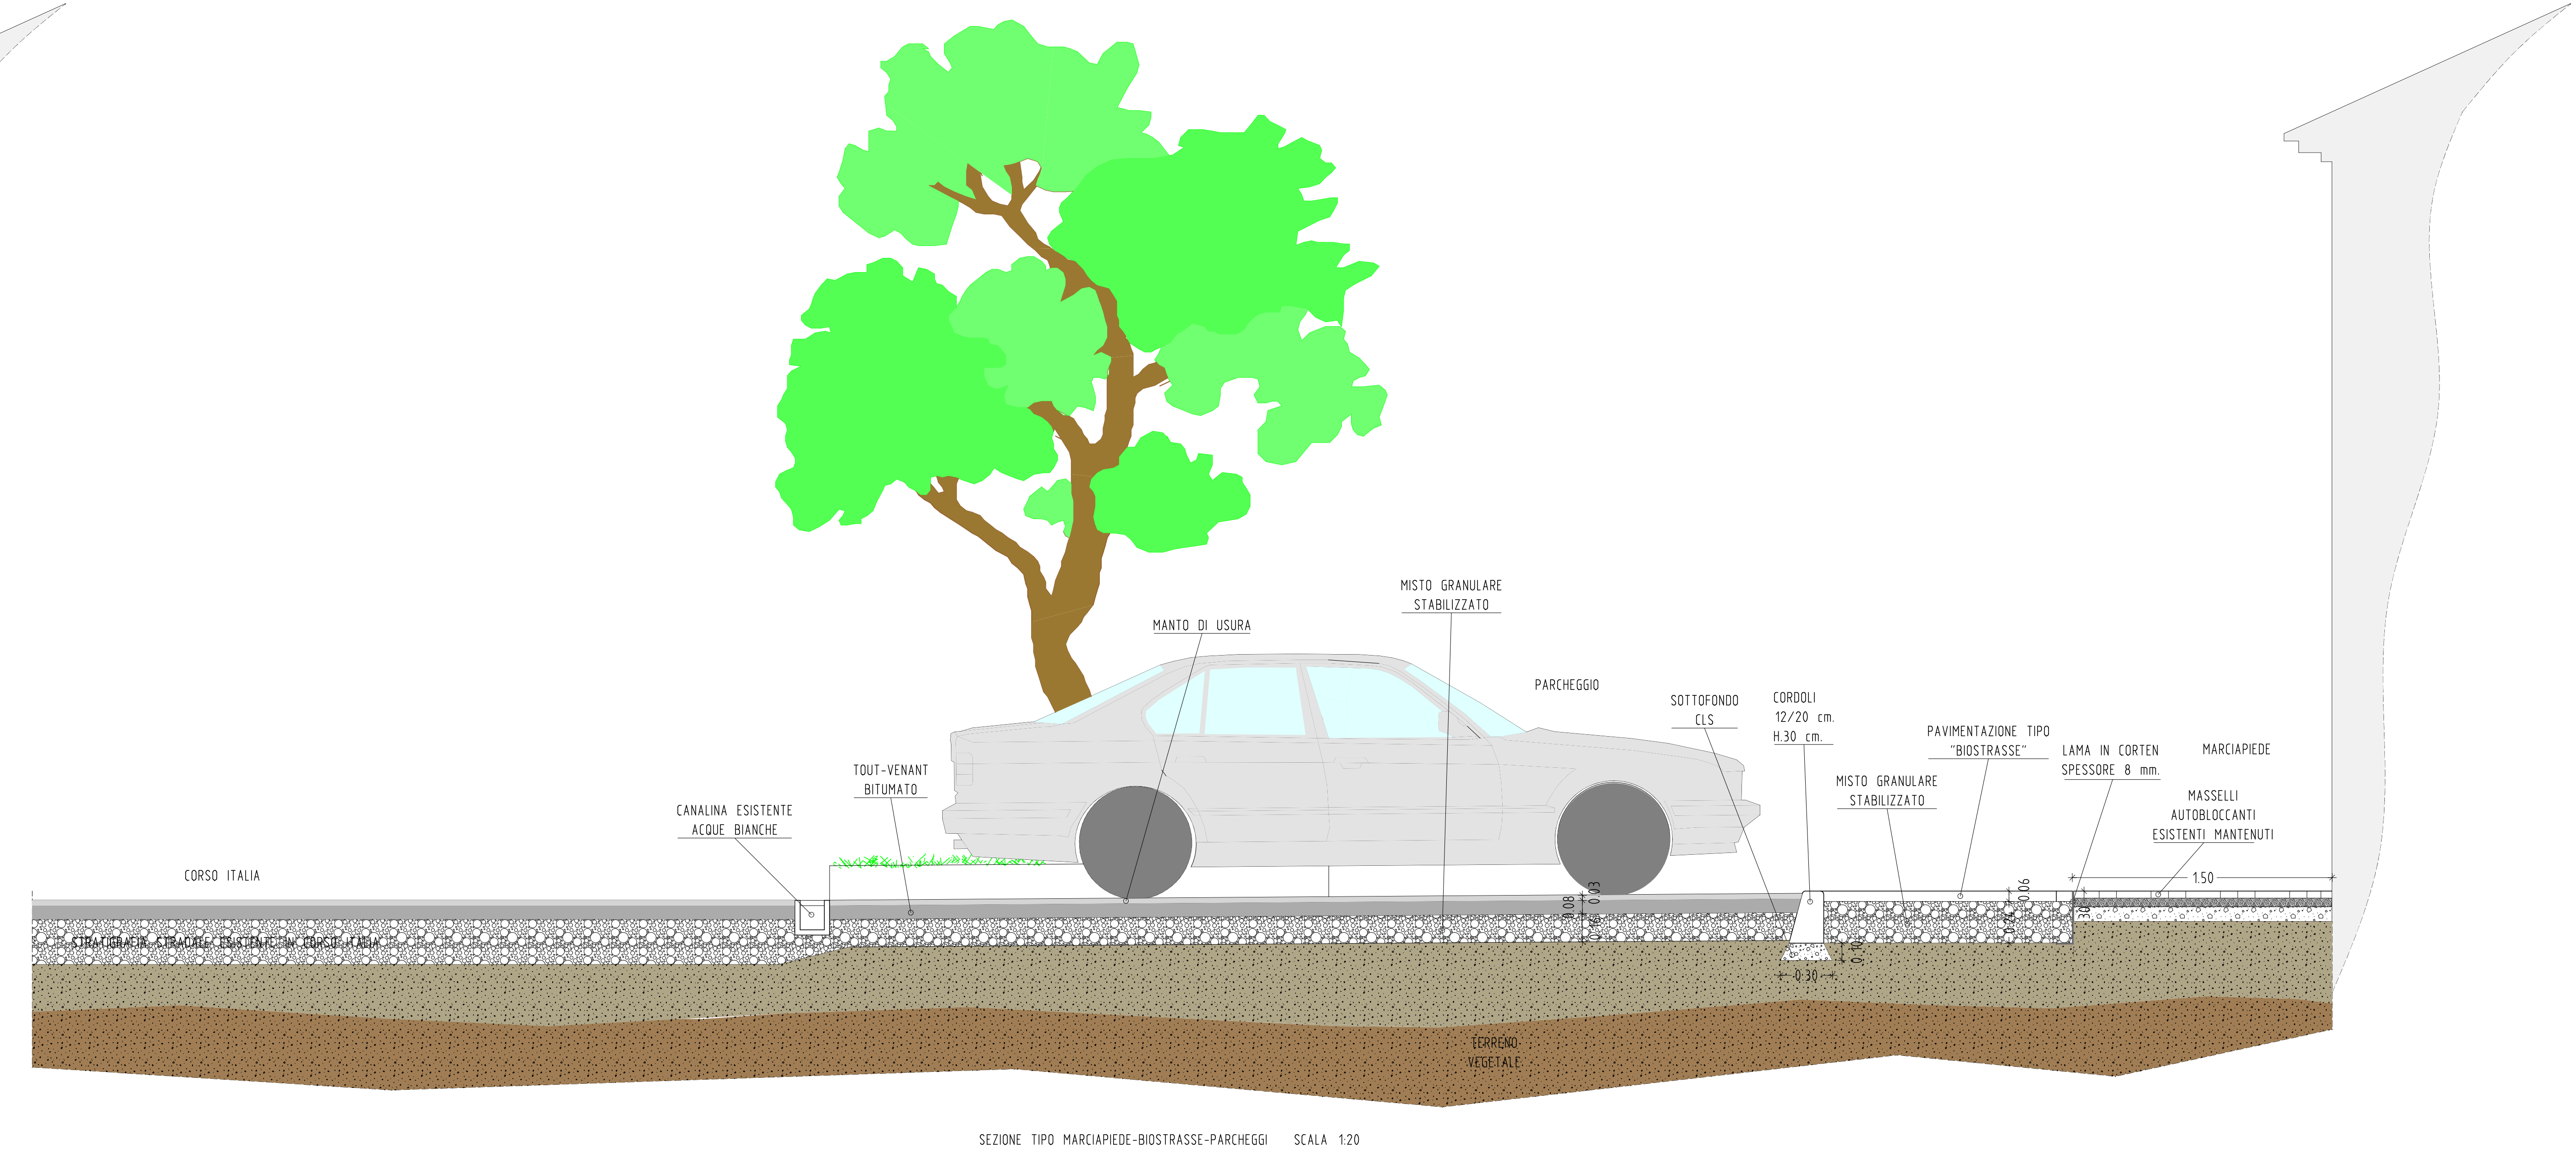 MISTO GRANULARE
STABILIZZATO
MANTO DI USURA
PARCHEGGIO
SOTTOFONDO
CLS
CORDOLI
12/20 cm.
H.30 cm.
PAVIMENTAZIONE TIPO
"BIOSTRASSE"
LAMA IN CORTEN
SPESSORE 8 mm.
MARCIAPIEDE
TOUT-VENANT
BITUMATO
MISTO GRANULARE
STABILIZZATO
MASSELLI
AUTOBLOCCANTI
ESISTENTI MANTENUTI
CANALINA ESISTENTE
ACQUE BIANCHE
CORSO ITALIA
1.50
0.03
0.08
0.06
0.24
30
0.10
0.30
STRATIGRAFIA STRADALE ESISTENTE IN CORSO ITALIA
TERRENO
VEGETALE
SEZIONE TIPO MARCIAPIEDE-BIOSTRASSE-PARCHEGGI SCALA 1:20